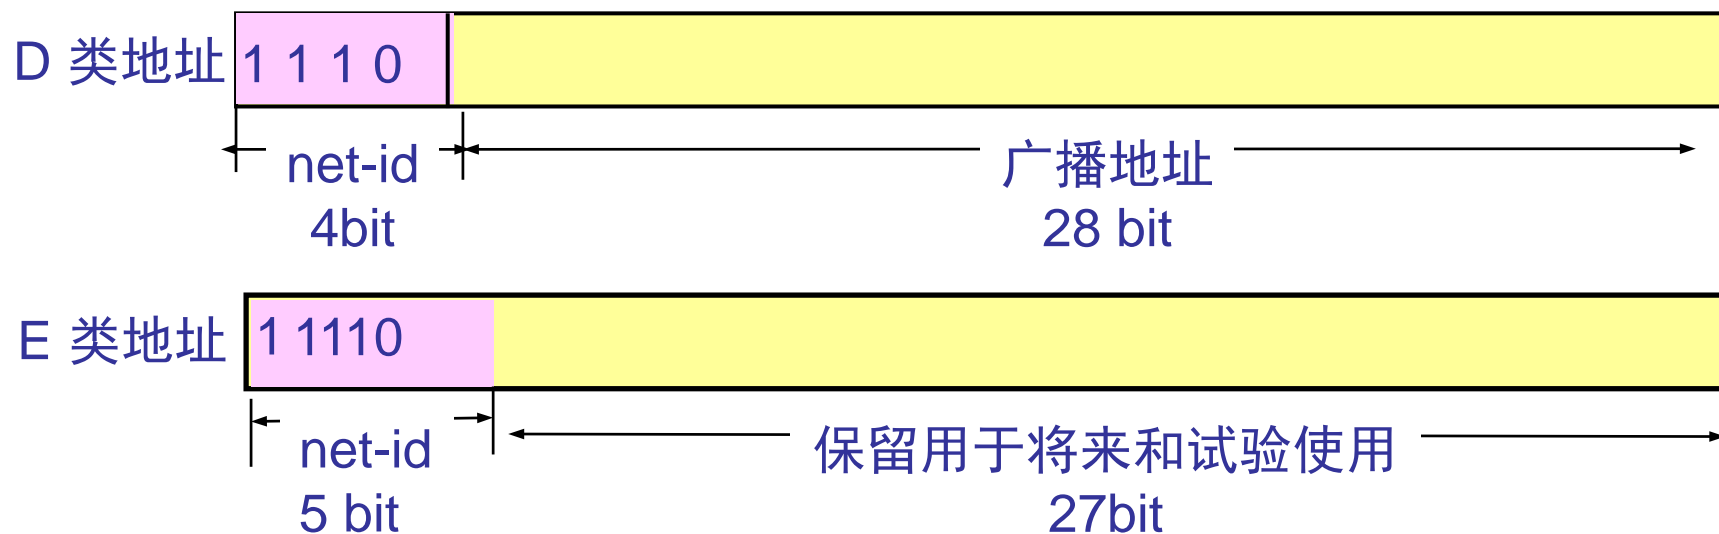 D 类地址 1 1 1 0
net-id 广播地址
4bit 28 bit
E 类地址 1 1110
net-id 保留用于将来和试验使用
5 bit 27bit